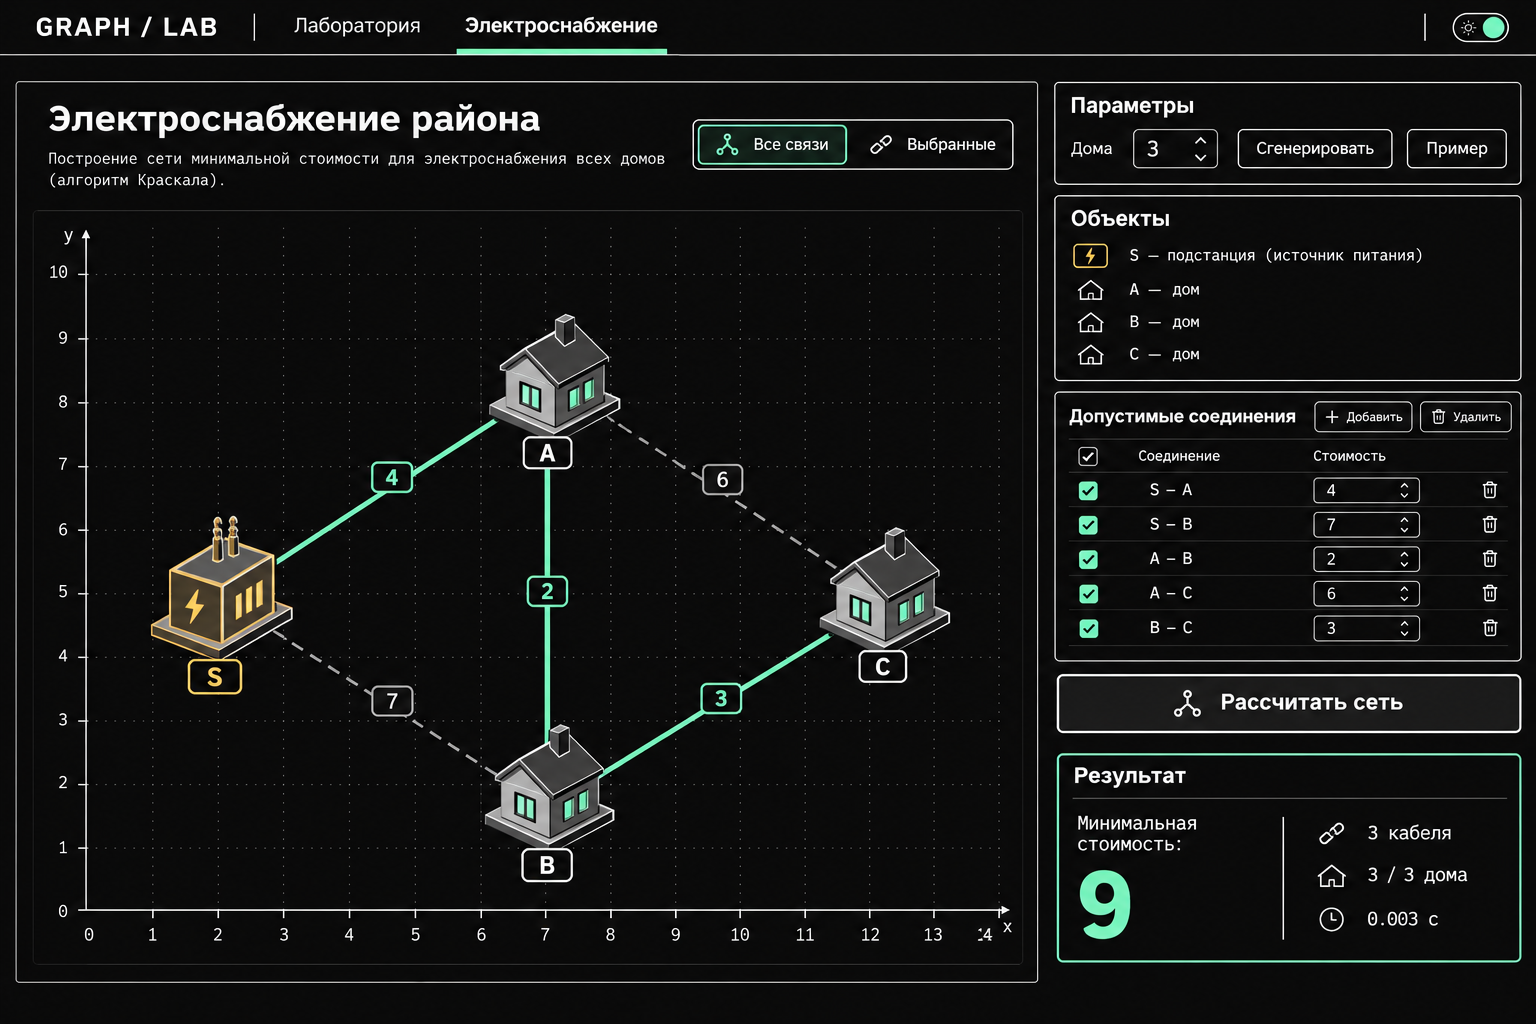 GRAPH / LAB
Лаборатория
Электроснабжение
Электроснабжение района
Построение сети минимальной стоимости для электроснабжения всех домов
(алгоритм Краскала).
Все связи
Выбранные
y
10
9
8
7
6
5
4
3
2
1
0
0 1 2 3 4 5 6 7 8 9 10 11 12 13 14
x
A
4
6
2
S
C
7
3
B
Параметры
Дома 3 Сгенерировать Пример
Объекты
S — подстанция (источник питания)
A — дом
B — дом
C — дом
Допустимые соединения + Добавить Удалить
Соединение Стоимость
S – A 4
S – B 7
A – B 2
A – C 6
B – C 3
Рассчитать сеть
Результат
Минимальная
стоимость:
9
3 кабеля
3 / 3 дома
0.003 с